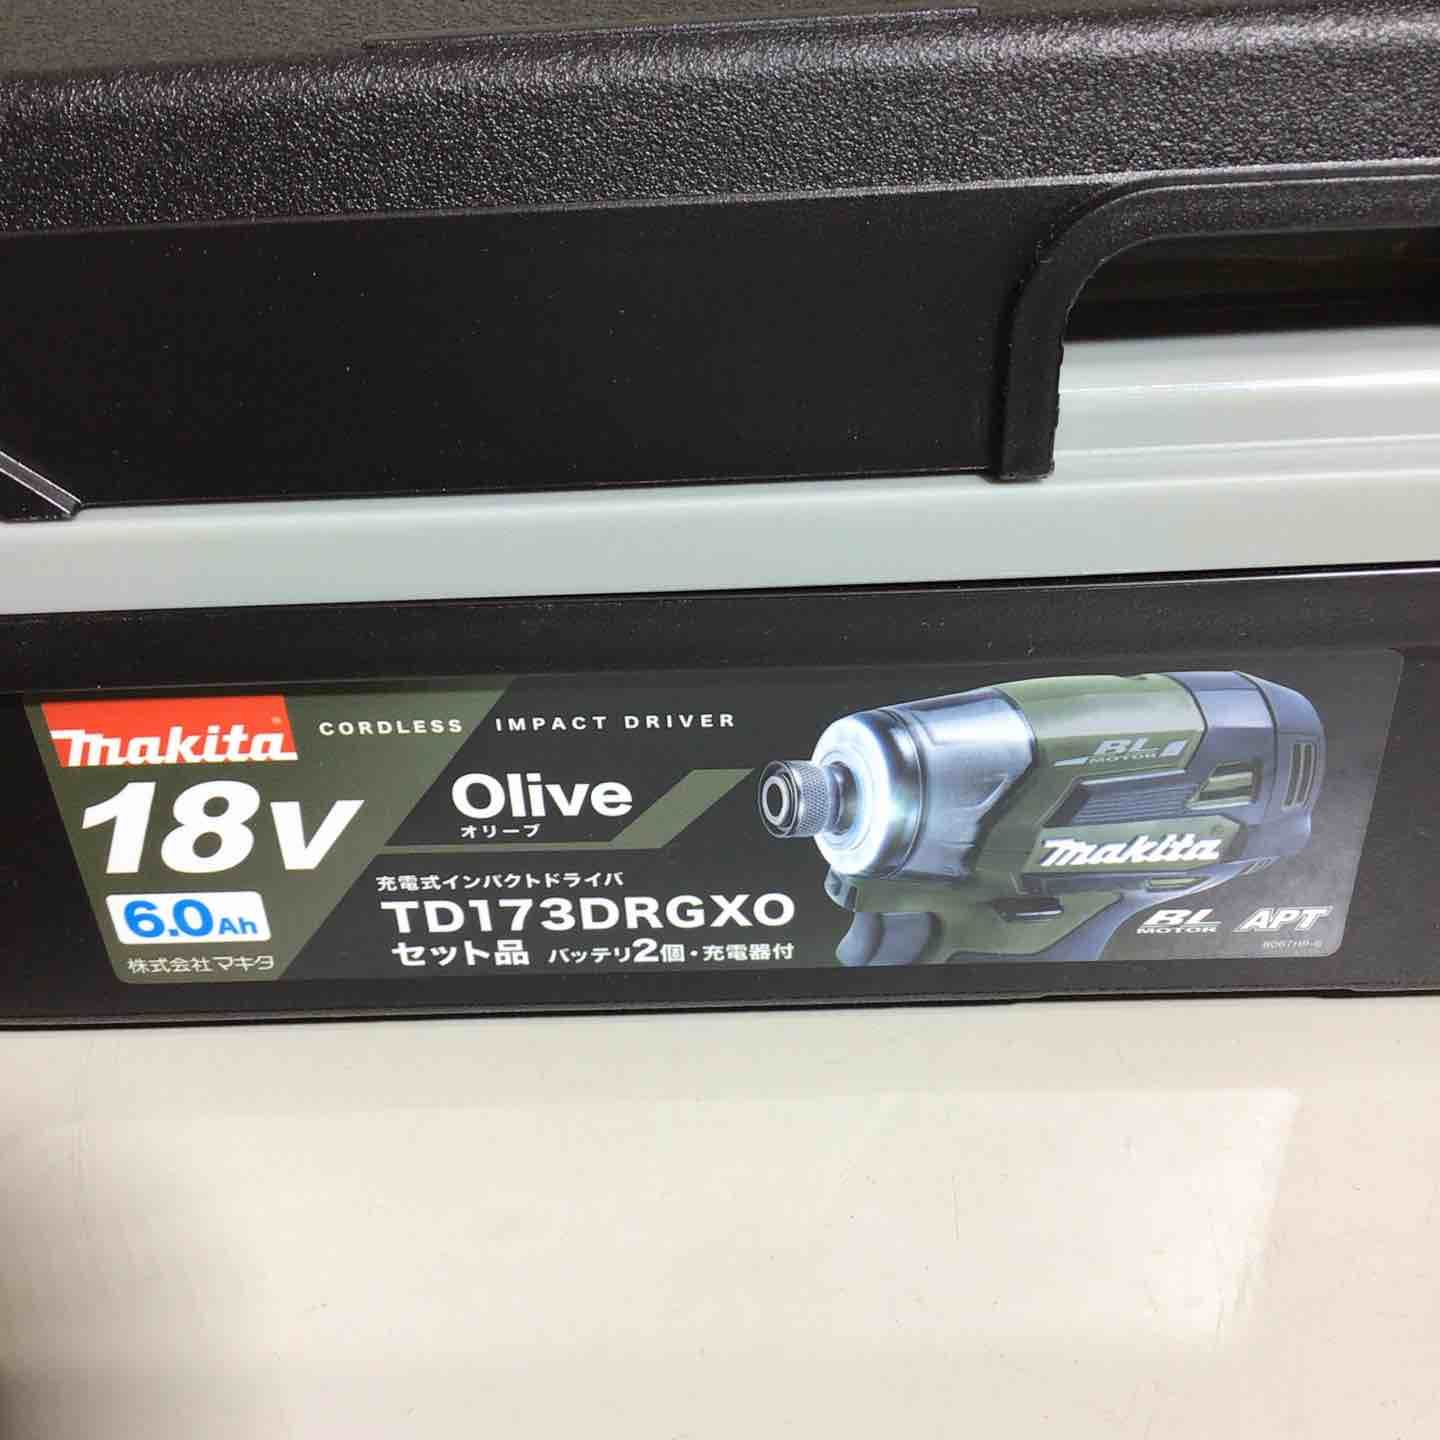 makita
CORDLESS IMPACT DRIVER
18V
Olive
オリーブ
6.0Ah
充電式インパクトドライバ
TD173DRGXO
セット品 バッテリ2個・充電器付
株式会社マキタ
BL
MOTOR
makita
BL
MOTOR
APT